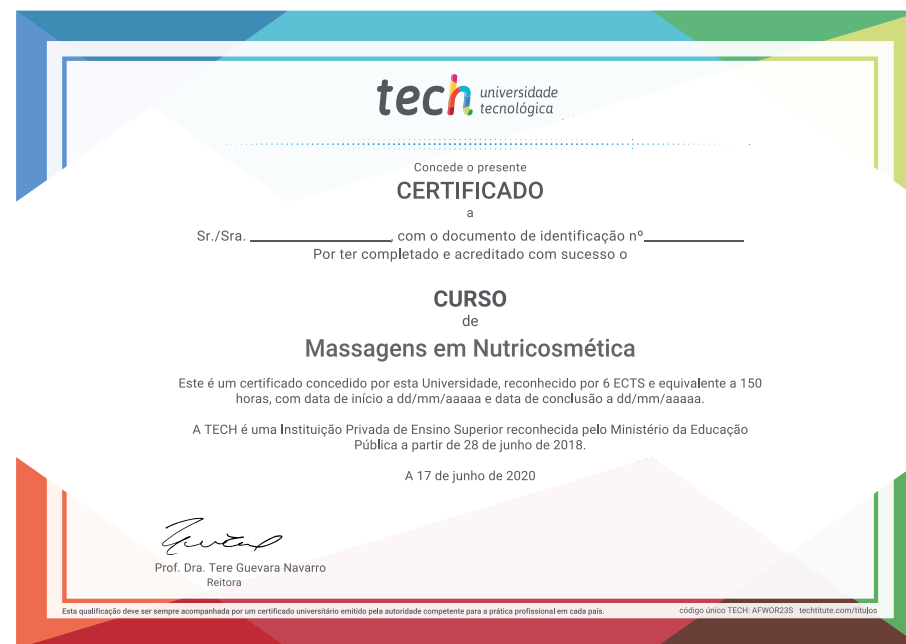 tech universidade
tecnológica
Concede o presente
CERTIFICADO
a
Sr./Sra. ____________________, com o documento de identificação nº______________
Por ter completado e acreditado com sucesso o
CURSO
de
Massagens em Nutricosmética
Este é um certificado concedido por esta Universidade, reconhecido por 6 ECTS e equivalente a 150
horas, com data de início a dd/mm/aaaaa e data de conclusão a dd/mm/aaaaa.
A TECH é uma Instituição Privada de Ensino Superior reconhecida pelo Ministério da Educação
Pública a partir de 28 de junho de 2018.
A 17 de junho de 2020
Prof. Dra. Tere Guevara Navarro
Reitora
Esta qualificação deve ser sempre acompanhada por um certificado universitário emitido pela autoridade competente para a prática profissional em cada país.
código único TECH: AFWOR23S techtitute.com/titulos